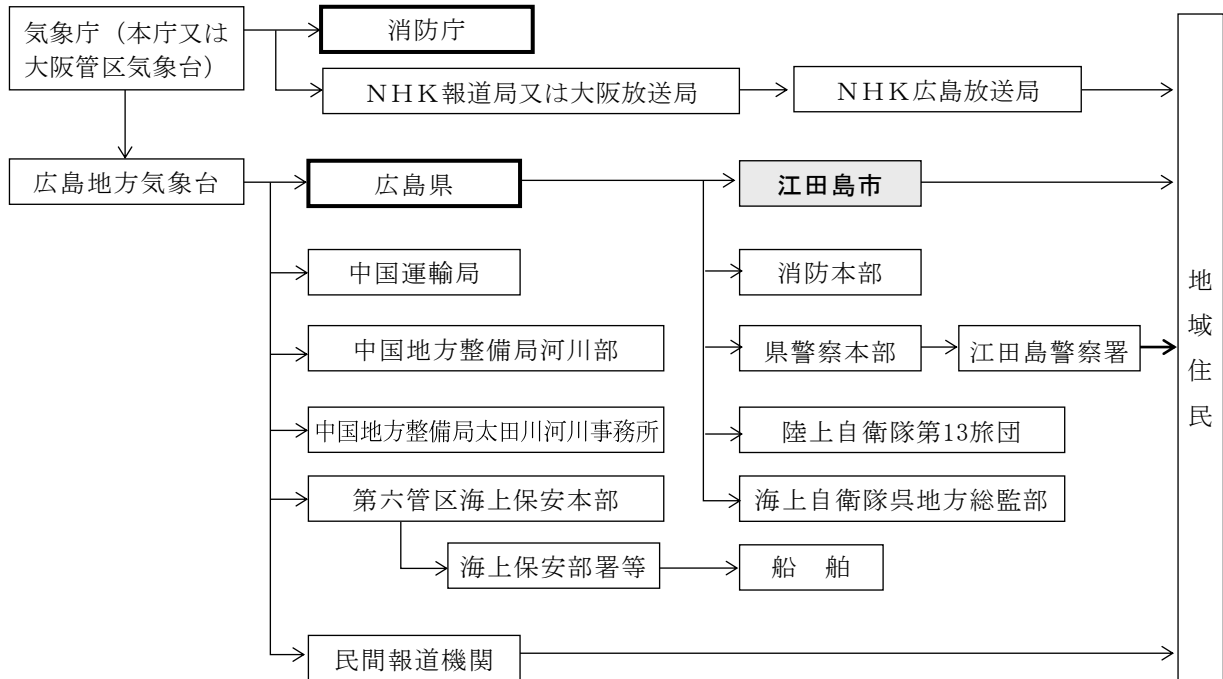 気象庁（本庁又は
大阪管区気象台）
消防庁
ＮＨＫ報道局又は大阪放送局
ＮＨＫ広島放送局
広島地方気象台
広島県
江田島市
中国運輸局
消防本部
中国地方整備局河川部
県警察本部
江田島警察署
中国地方整備局太田川河川事務所
陸上自衛隊第13旅団
第六管区海上保安本部
海上自衛隊呉地方総監部
海上保安部署等
船　舶
民間報道機関
地域住民